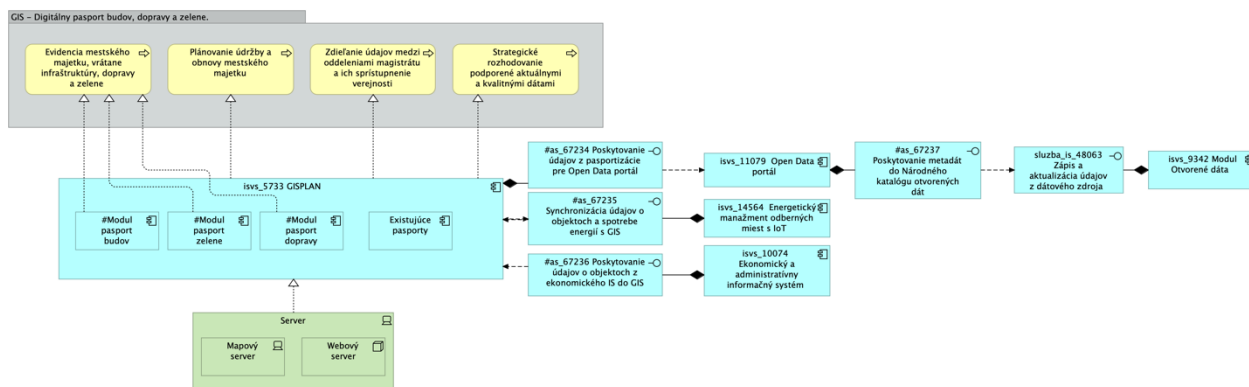 GIS - Digitálny pasport budov, dopravy a zelene.
Evidencia mestského
majetku, vrátane
infraštruktúry, dopravy
a zelene
Plánovanie údržby a
obnovy mestského
majetku
Zdieľanie údajov medzi
oddeleniami magistrátu
a ich sprístupnenie
verejnosti
Strategické
rozhodovanie
podporené aktuálnymi
a kvalitnými dátami
isvs_5733 GISPLAN
#Modul
pasport
budov
#Modul
pasport
zelene
#Modul
pasport
dopravy
Existujúce
pasporty
#as_67234 Poskytovanie
údajov z pasportizácie
pre Open Data portál
isvs_11079 Open Data
portál
#as_67237
Poskytovanie metadát
do Národného
katalógu otvorených
dát
sluzba_is_48063
Zápis a
aktualizácia údajov
z dátového zdroja
isvs_9342 Modul
Otvorené dáta
#as_67235
Synchronizácia údajov o
objektoch a spotrebe
energií s GIS
isvs_14564 Energetický
manažment odberných
miest s IoT
#as_67236 Poskytovanie
údajov o objektoch z
ekonomického IS do GIS
isvs_10074
Ekonomický a
administratívny
informačný systém
Server
Mapový
server
Webový
server